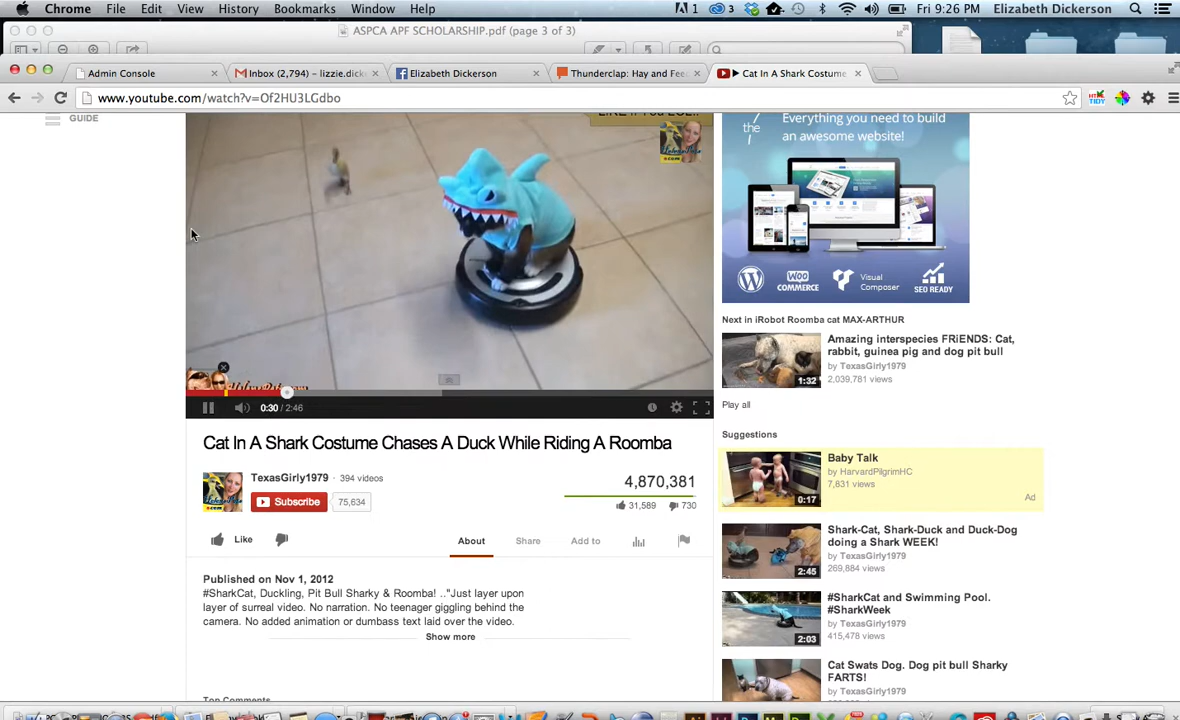 Chrome File Edit View History Bookmarks Window Help 1 3 Fri 9:26 PM Elizabeth Dickerson
ASPCA APF SCHOLARSHIP.pdf (page 3 of 3)
Admin Console Inbox (2,794) – lizzie.dick Elizabeth Dickerson Thunderclap: Hay and Fee Cat In A Shark Costume
www.youtube.com/watch?v=Of2HU3LGdbo
GUIDE
LIKE if You LOL..
the
Everything you need to build
an awesome website!
WOO
COMMERCE
Visual
Composer
SEO READY
Next in iRobot Roomba cat MAX-ARTHUR
Amazing interspecies FRiENDS: Cat,
rabbit, guinea pig and dog pit bull
by TexasGirly1979
2,039,781 views
1:32
Play all
0:30 / 2:46
Suggestions
Cat In A Shark Costume Chases A Duck While Riding A Roomba
TexasGirly1979 · 394 videos
Subscribe 75,634
4,870,381
31,589 730
Baby Talk
by HarvardPilgrimHC
7,831 views
Ad
0:17
Like
About Share Add to
Shark-Cat, Shark-Duck and Duck-Dog
doing a Shark WEEK!
by TexasGirly1979
269,884 views
2:45
Published on Nov 1, 2012
#SharkCat, Duckling, Pit Bull Sharky & Roomba! .."Just layer upon
layer of surreal video. No narration. No teenager giggling behind the
camera. No added animation or dumbass text laid over the video.
Show more
#SharkCat and Swimming Pool.
#SharkWeek
by TexasGirly1979
415,478 views
2:03
Cat Swats Dog. Dog pit bull Sharky
FARTS!
by TexasGirly1979
Top Comments